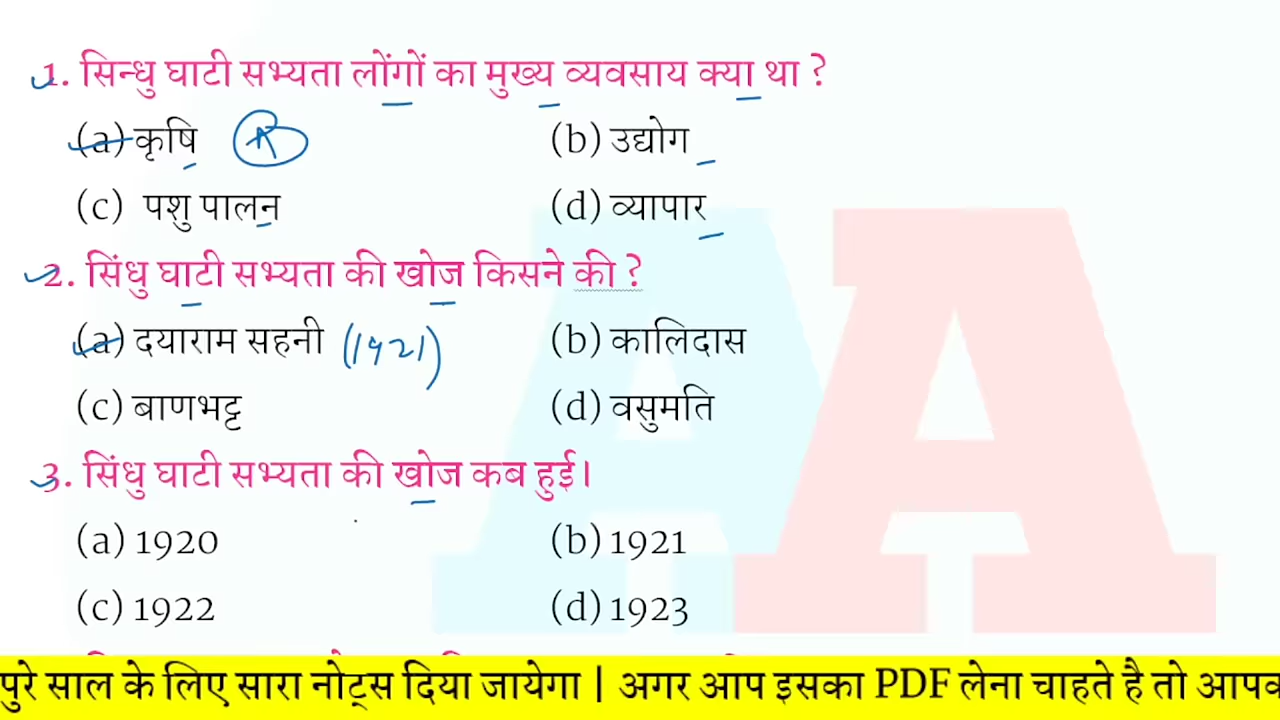 1. सिन्धु घाटी सभ्यता लोंगों का मुख्य व्यवसाय क्या था ?
(a) कृषि (b) उद्योग
(c) पशु पालन (d) व्यापार
2. सिंधु घाटी सभ्यता की खोज किसने की ?
(a) दयाराम सहनी (1921) (b) कालिदास
(c) बाणभट्ट (d) वसुमति
3. सिंधु घाटी सभ्यता की खोज कब हुई।
(a) 1920 (b) 1921
(c) 1922 (d) 1923
पुरे साल के लिए सारा नोट्स दिया जायेगा | अगर आप इसका PDF लेना चाहते है तो